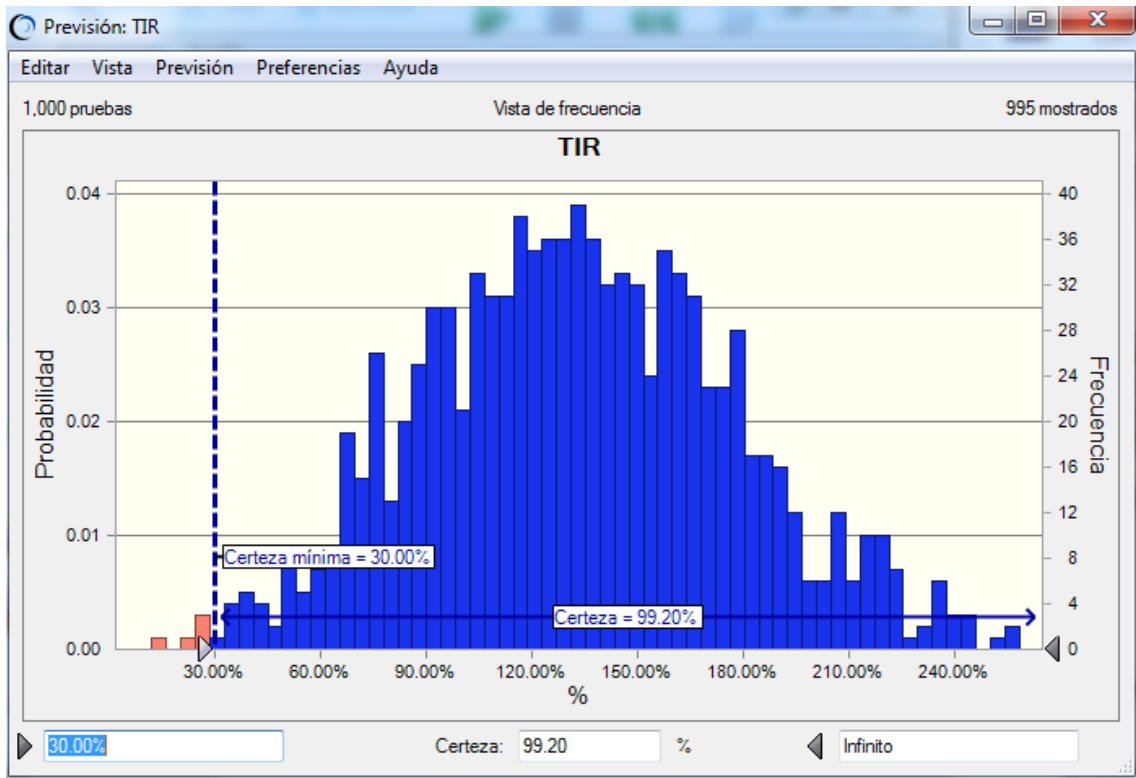 Previsión: TIR
Editar Vista Previsión Preferencias Ayuda
1,000 pruebas Vista de frecuencia 995 mostrados
TIR
Probabilidad
0.04
0.03
0.02
0.01
0.00
40
36
32
28
24
20
16
12
8
4
0
Frecuencia
Certeza mínima = 30.00%
Certeza = 99.20%
30.00% 60.00% 90.00% 120.00% 150.00% 180.00% 210.00% 240.00%
%
30.00% Certeza: 99.20 % Infinito